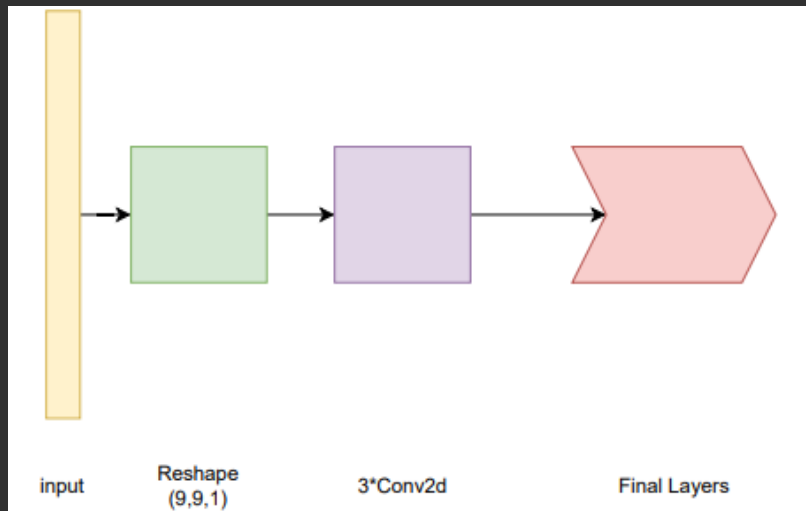 input
Reshape
(9,9,1)
3*Conv2d
Final Layers